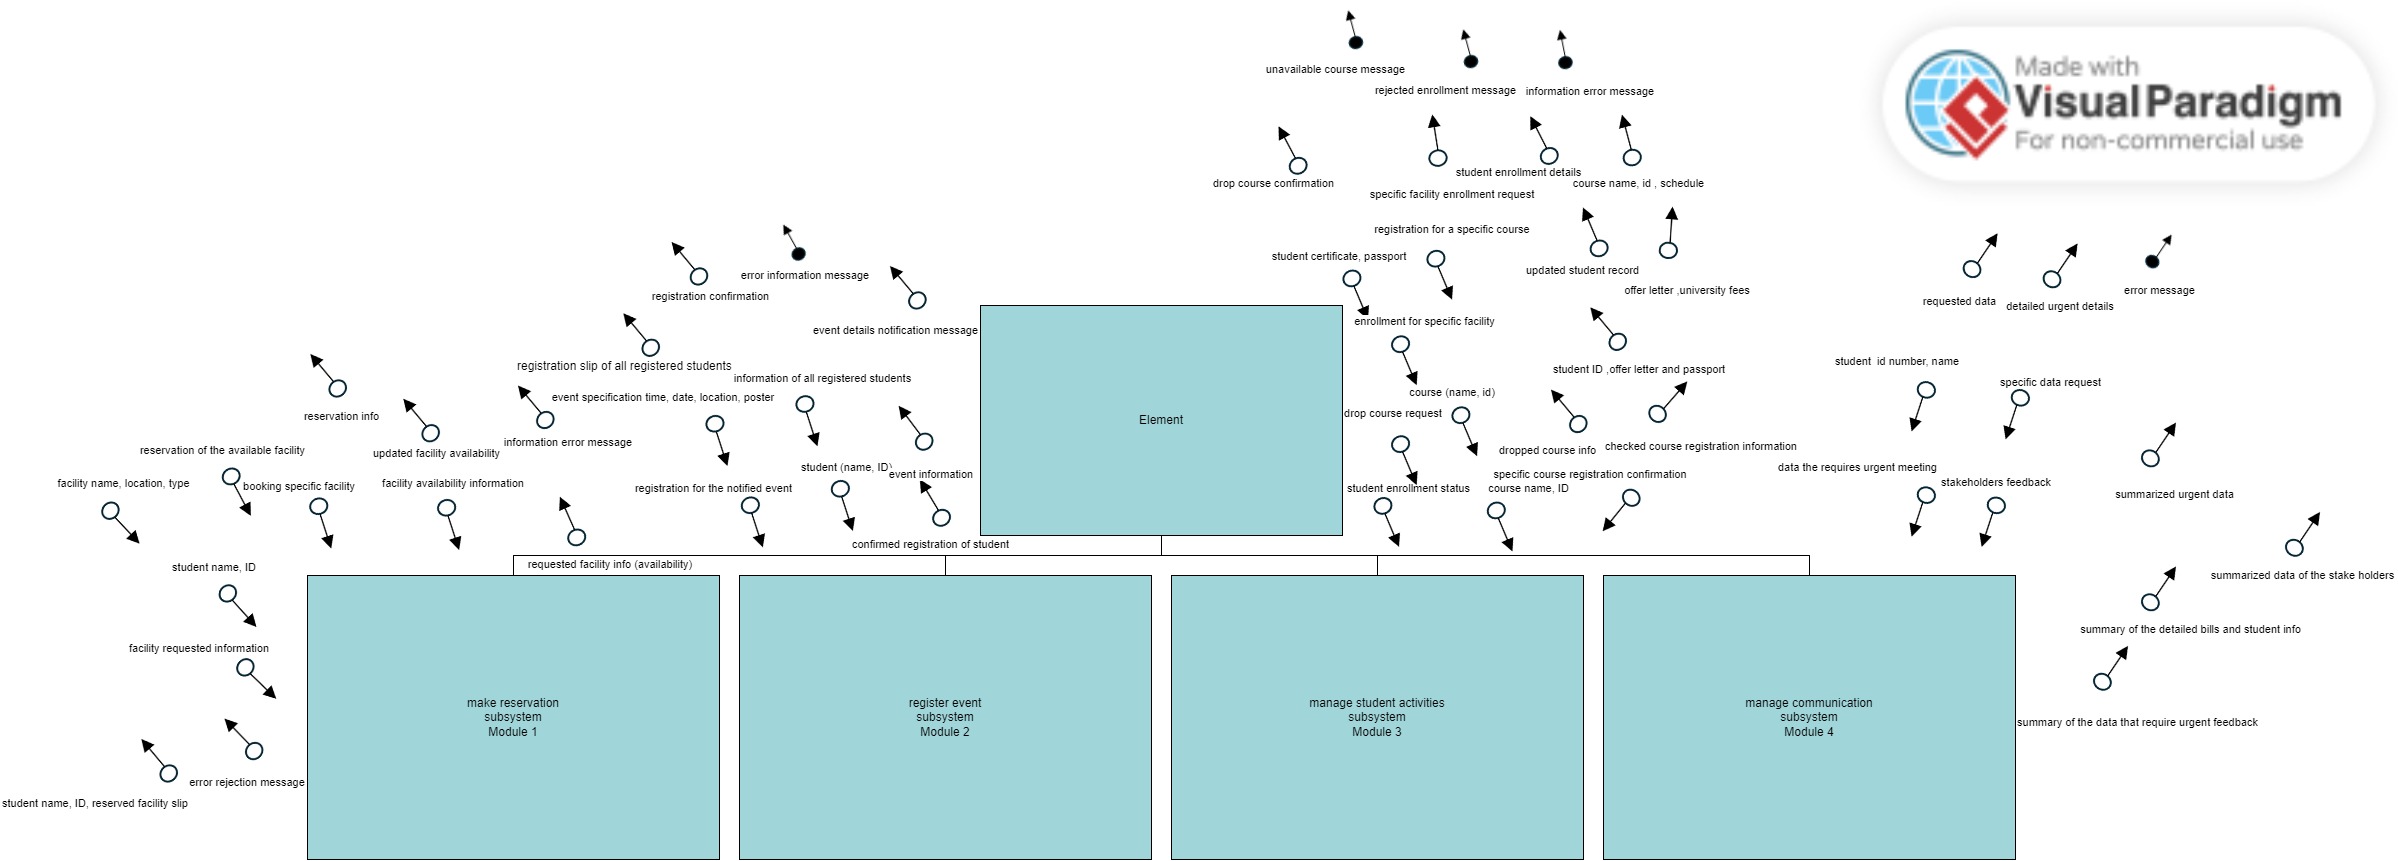 unavailable course message
rejected enrollment message
information error message
Made with
Visual Paradigm
For non-commercial use
drop course confirmation
student enrollment details
specific facility enrollment request
course name, id , schedule
registration for a specific course
student certificate, passport
updated student record
offer letter ,university fees
error information message
registration confirmation
event details notification message
requested data
detailed urgent details
error message
enrollment for specific facility
registration slip of all registered students
information of all registered students
event specification time, date, location, poster
student ID ,offer letter and passport
student  id number, name
specific data request
reservation info
updated facility availability
information error message
Element
course (name, id)
drop course request
dropped course info
checked course registration information
reservation of the available facility
facility name, location, type
booking specific facility
facility availability information
student (name, ID)
event information
registration for the notified event
student enrollment status
specific course registration confirmation
course name, ID
data the requires urgent meeting
stakeholders feedback
summarized urgent data
confirmed registration of student
requested facility info (availability)
student name, ID
summarized data of the stake holders
facility requested information
summary of the detailed bills and student info
make reservation
subsystem
Module 1
register event
subsystem
Module 2
manage student activities
subsystem
Module 3
manage communication
subsystem
Module 4
summary of the data that require urgent feedback
error rejection message
student name, ID, reserved facility slip